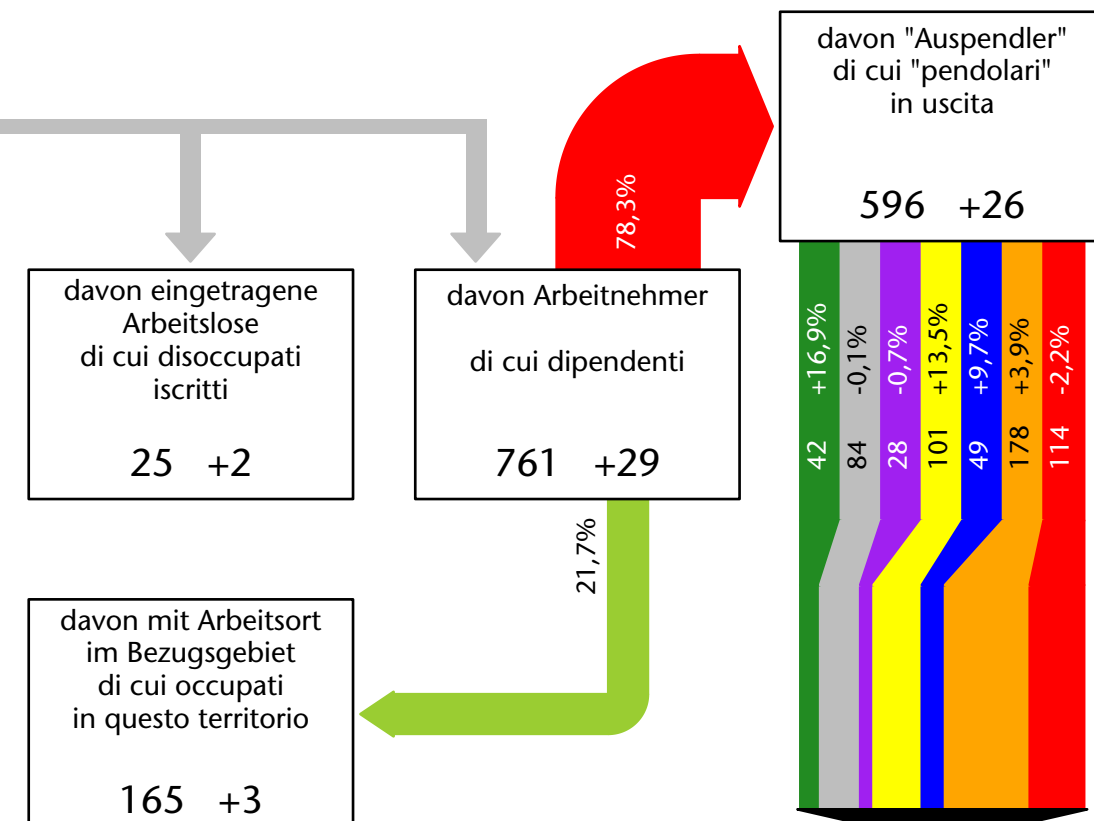 davon "Auspendler"
di cui "pendolari"
in uscita
596 +26
78,3%
davon eingetragene
Arbeitslose
di cui disoccupati
iscritti
25 +2
davon Arbeitnehmer
di cui dipendenti
761 +29
42 +16,9%
84 -0,1%
28 -0,7%
101 +13,5%
49 +9,7%
178 +3,9%
114 -2,2%
21,7%
davon mit Arbeitsort
im Bezugsgebiet
di cui occupati
in questo territorio
165 +3